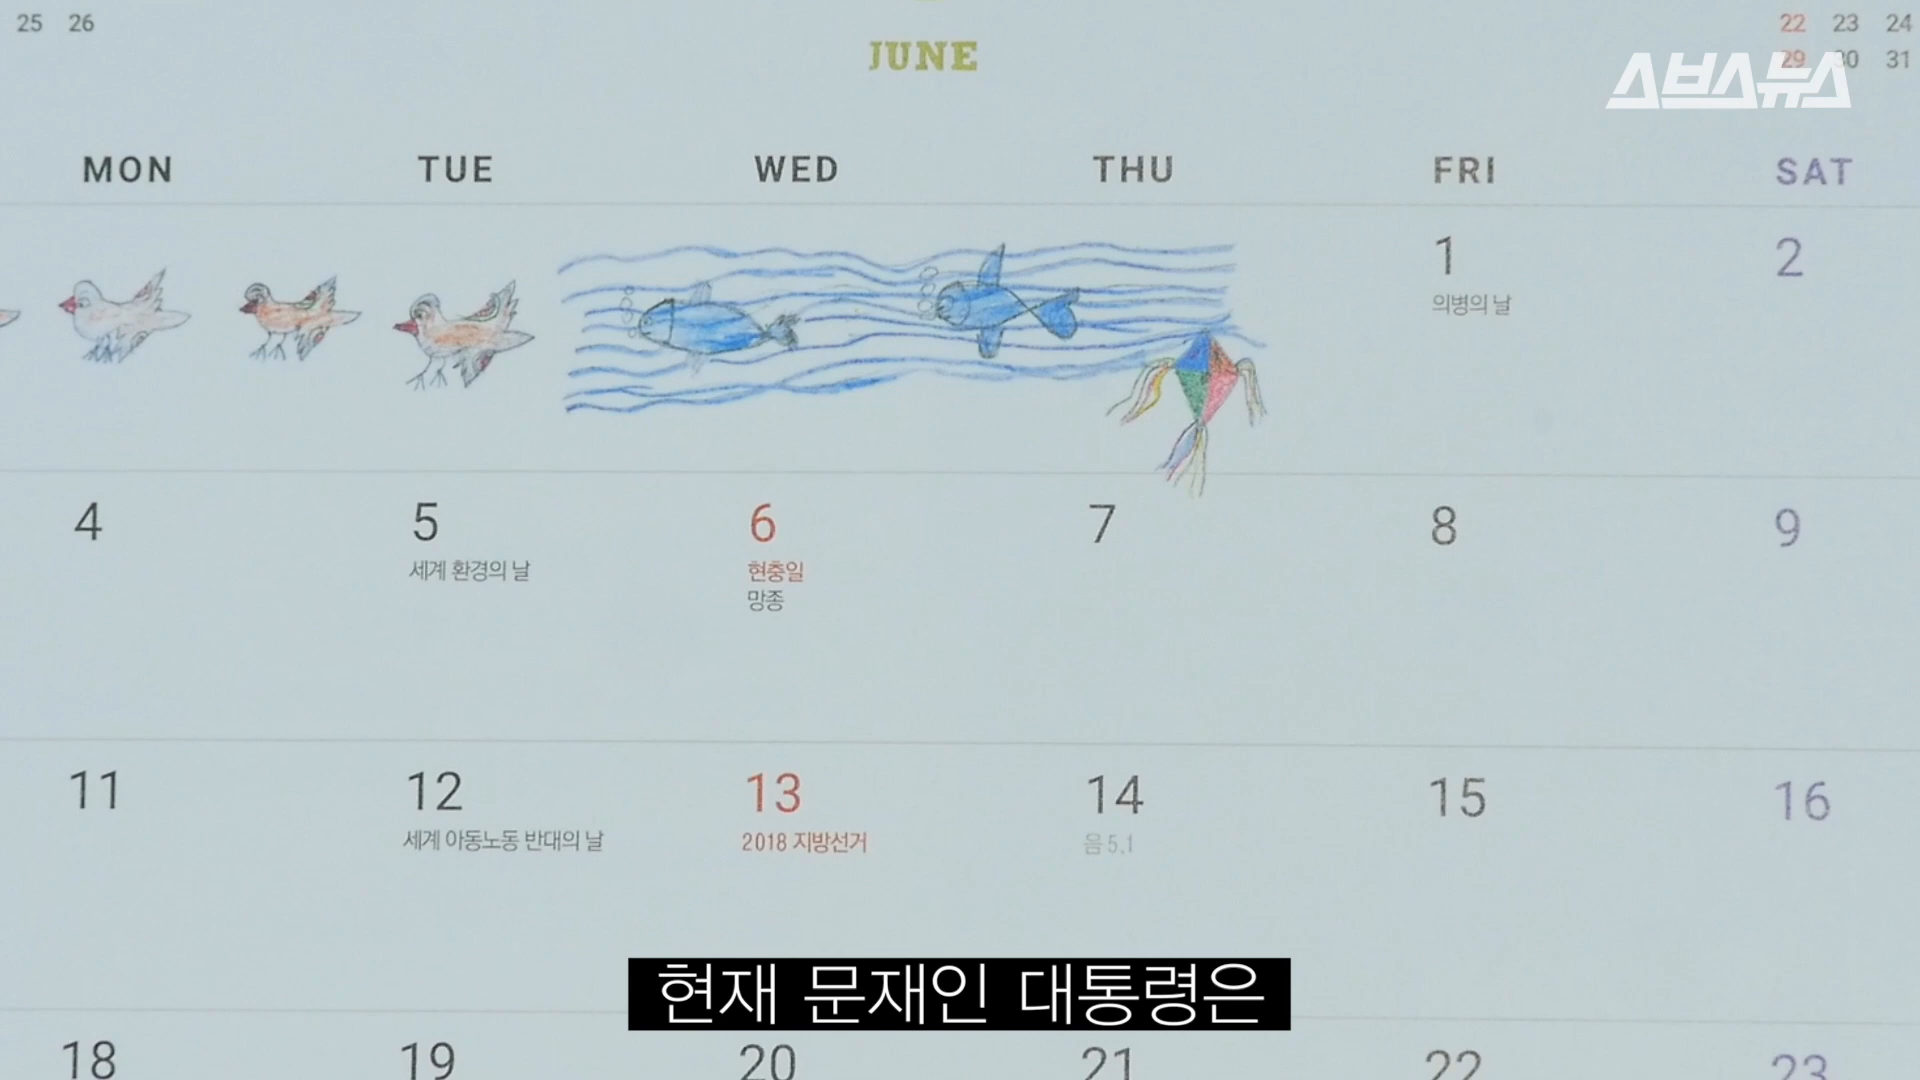 25 26
JUNE
22 23 24
29 30 31
스브스뉴스
MON TUE WED THU FRI SAT
1 2
의병의 날
4 5 6 7 8 9
세계 환경의 날 현충일
망종
11 12 13 14 15 16
세계 아동노동 반대의 날 2018 지방선거 음 5.1
현재 문재인 대통령은
18 19 20 21 22 23